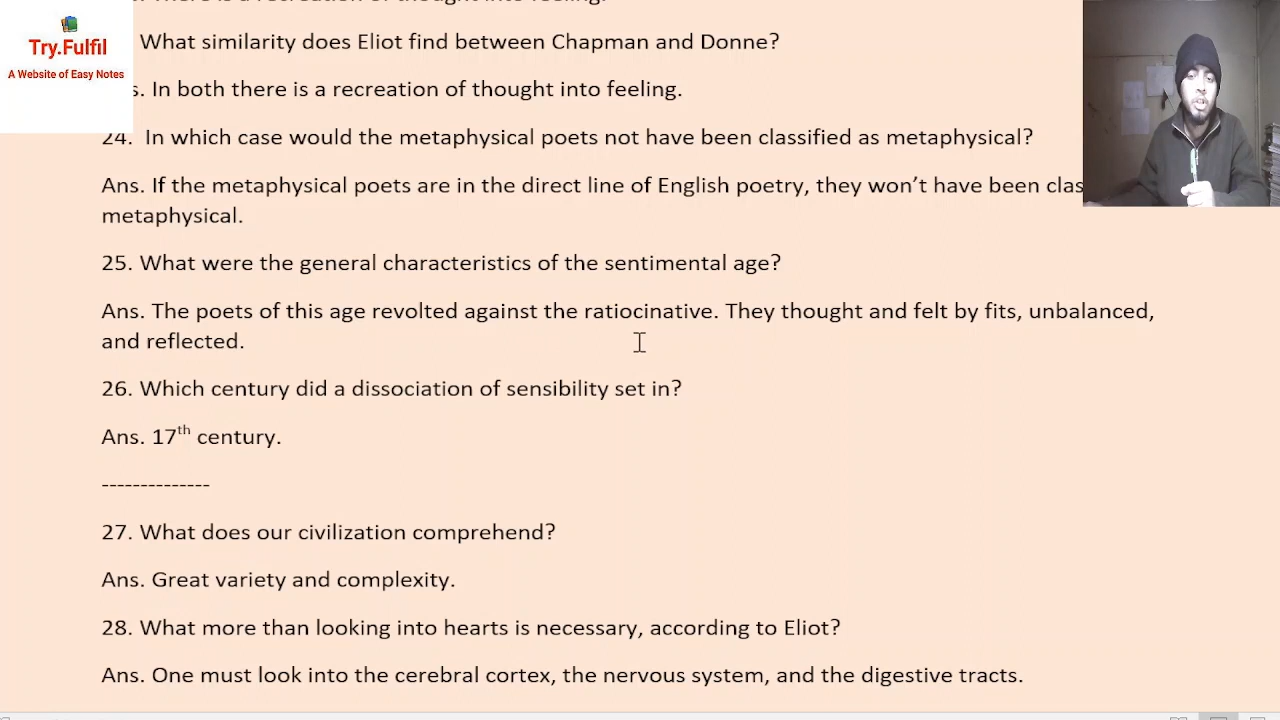 Try.Fulfil
A Website of Easy Notes
What similarity does Eliot find between Chapman and Donne?
s. In both there is a recreation of thought into feeling.
24. In which case would the metaphysical poets not have been classified as metaphysical?
Ans. If the metaphysical poets are in the direct line of English poetry, they won’t have been clas
metaphysical.
25. What were the general characteristics of the sentimental age?
Ans. The poets of this age revolted against the ratiocinative. They thought and felt by fits, unbalanced,
and reflected.
26. Which century did a dissociation of sensibility set in?
Ans. 17th century.
--------------
27. What does our civilization comprehend?
Ans. Great variety and complexity.
28. What more than looking into hearts is necessary, according to Eliot?
Ans. One must look into the cerebral cortex, the nervous system, and the digestive tracts.